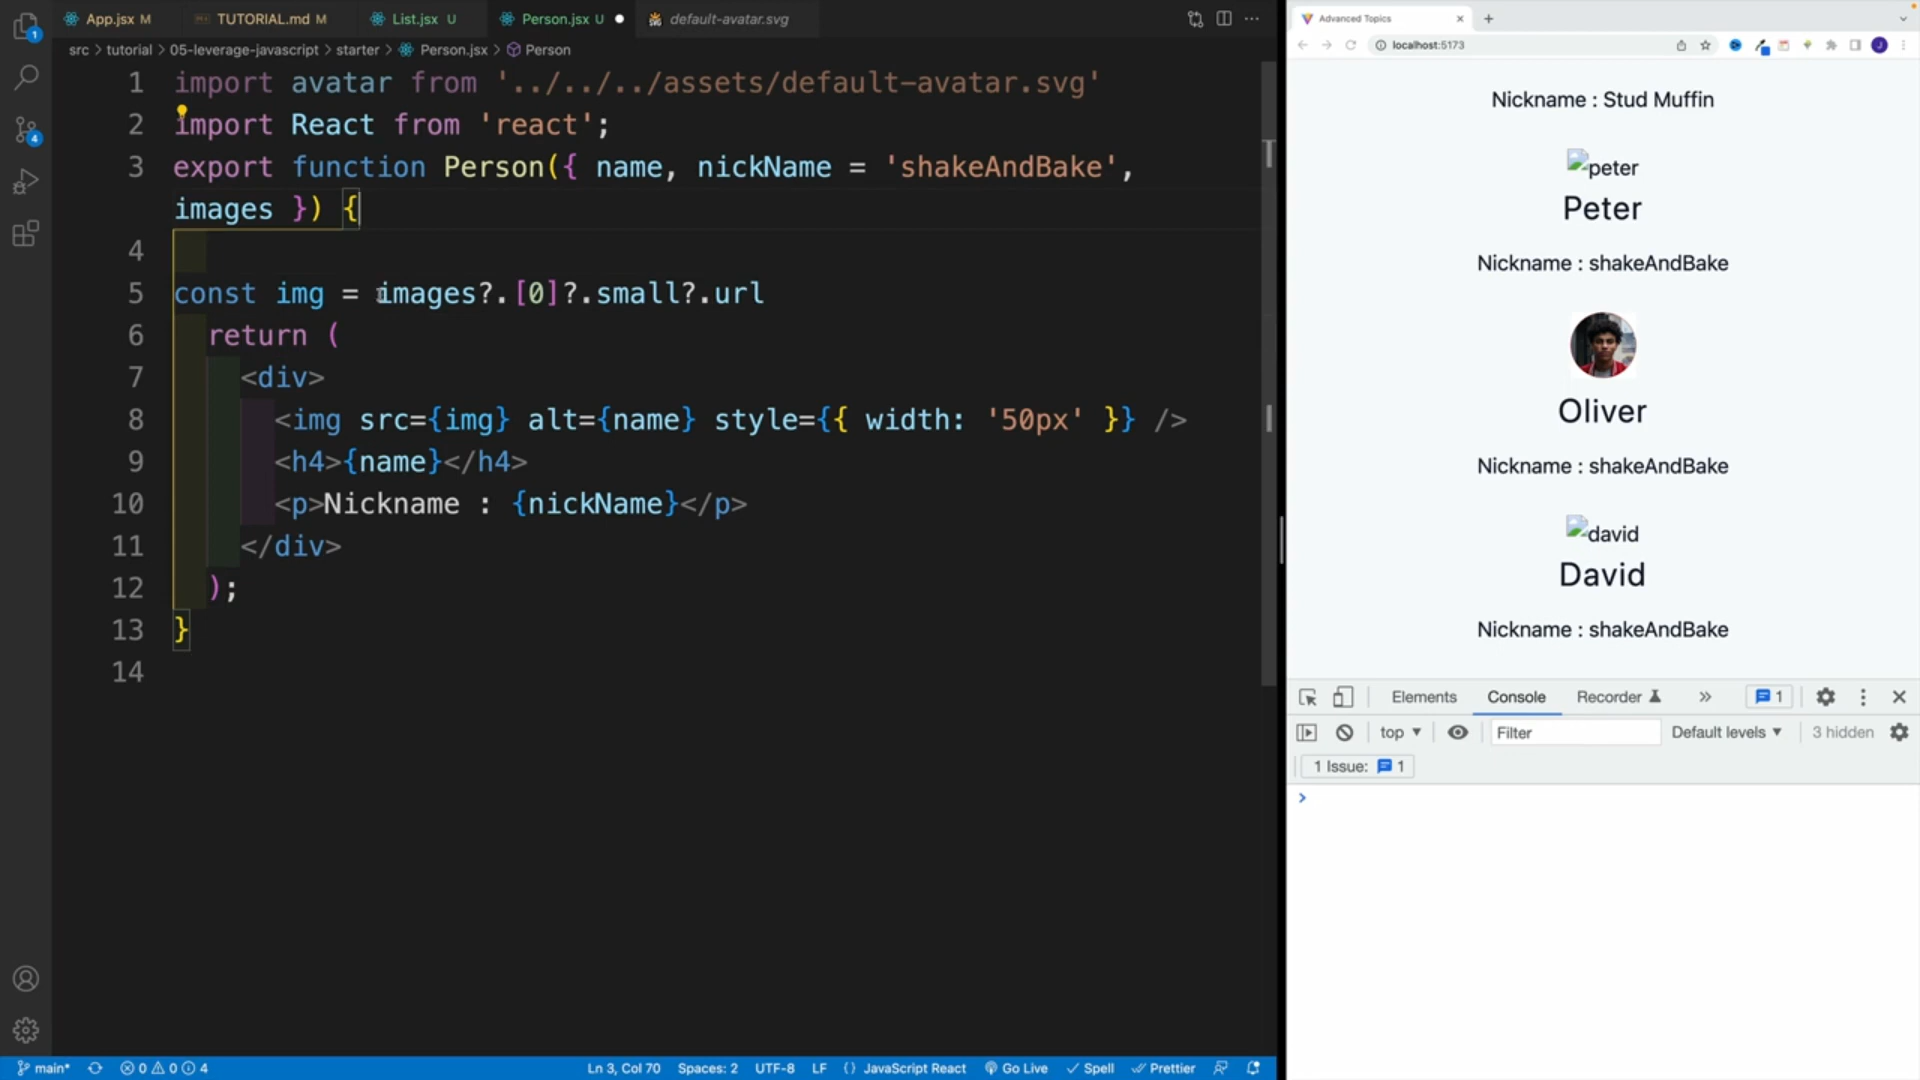 App.jsx M
TUTORIAL.md M
List.jsx U
Person.jsx U
default-avatar.svg
src > tutorial > 05-leverage-javascript > starter > Person.jsx > Person
1 import avatar from '../../../assets/default-avatar.svg'
2 import React from 'react';
3 export function Person({ name, nickName = 'shakeAndBake',
images }) {
4
5 const img = images?.[0]?.small?.url
6 return (
7 <div>
8 <img src={img} alt={name} style={{ width: '50px' }} />
9 <h4>{name}</h4>
10 <p>Nickname : {nickName}</p>
11 </div>
12 );
13 }
14
1
4
main*
0 0 4
Ln 3, Col 70
Spaces: 2
UTF-8
LF
{} JavaScript React
Go Live
Spell
Prettier
Advanced Topics
localhost:5173
J
Nickname : Stud Muffin
peter
Peter
Nickname : shakeAndBake
Oliver
Nickname : shakeAndBake
david
David
Nickname : shakeAndBake
Elements
Console
Recorder
1
top
Filter
Default levels
3 hidden
1 Issue: 1